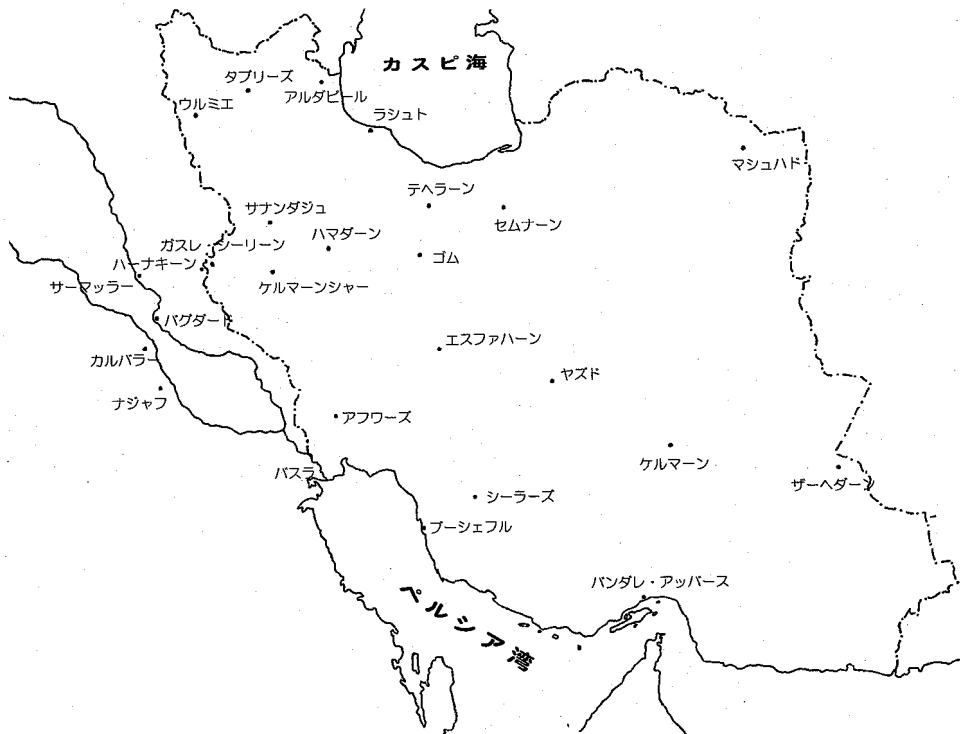 カスピ海
タブリーズ
アルダビール
ウルミエ
ラシュト
マシュハド
テヘラーン
サナンダジュ
セムナーン
ハマダーン
ガスレ・シーリーン
ゴム
ハーナキーン
サーマッラー
ケルマーンシャー
バグダード
エスファハーン
カルバラー
ヤズド
ナジャフ
アフワーズ
ケルマーン
バスラ
ザーヘダーン
シーラーズ
ブーシェフル
バンダレ・アッバース
ペルシア湾